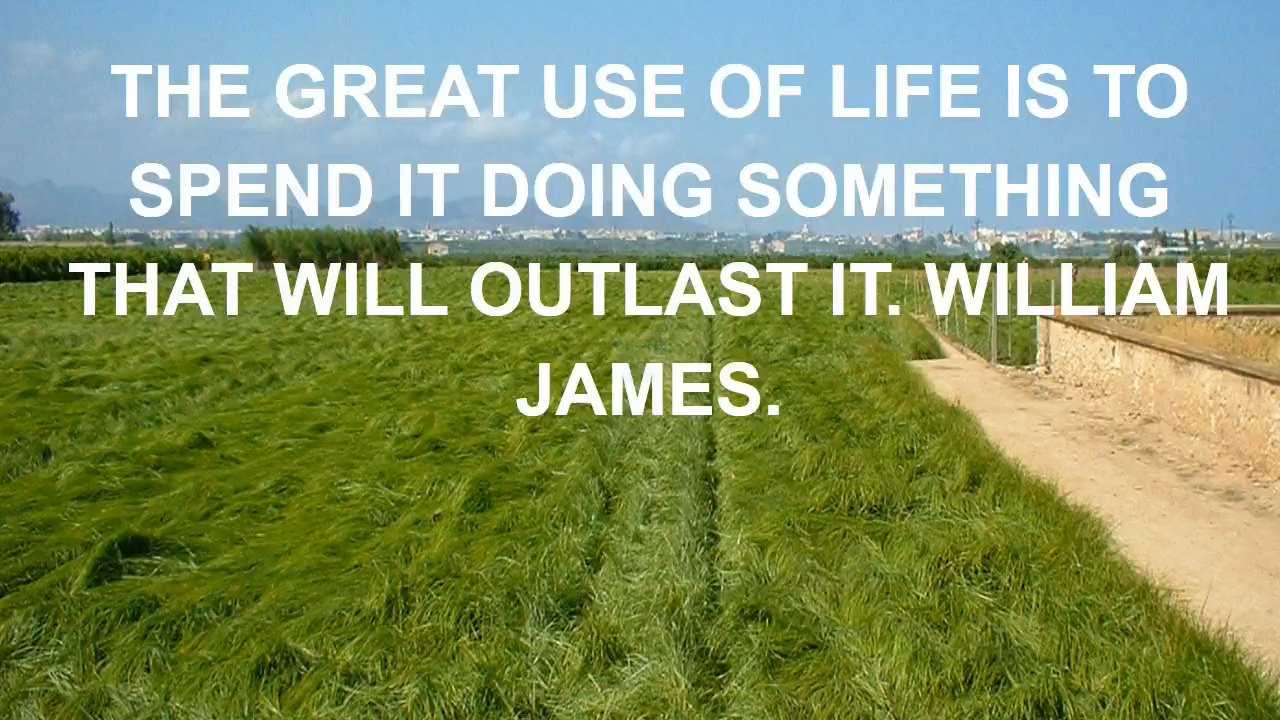 THE GREAT USE OF LIFE IS TO
SPEND IT DOING SOMETHING
THAT WILL OUTLAST IT. WILLIAM
JAMES.